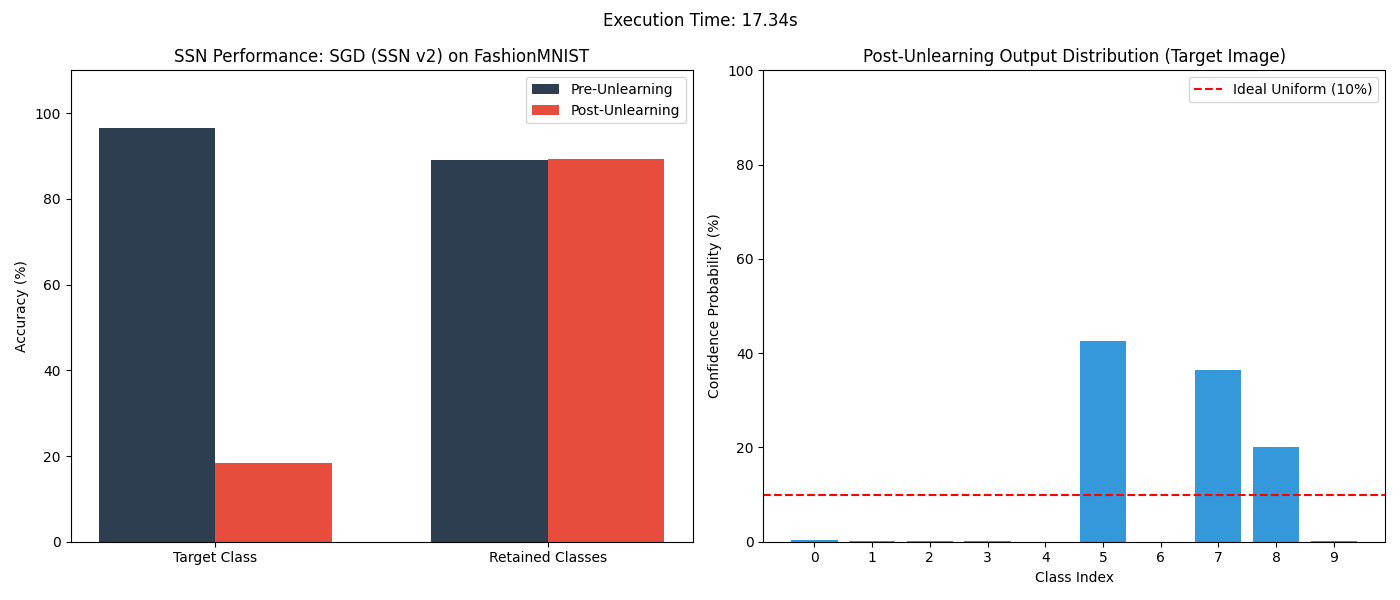 Execution Time: 17.34s
SSN Performance: SGD (SSN v2) on FashionMNIST
Pre-Unlearning
Post-Unlearning
Accuracy (%)
100
80
60
40
20
0
Target Class
Retained Classes
Post-Unlearning Output Distribution (Target Image)
Ideal Uniform (10%)
Confidence Probability (%)
100
80
60
40
20
0
0 1 2 3 4 5 6 7 8 9
Class Index